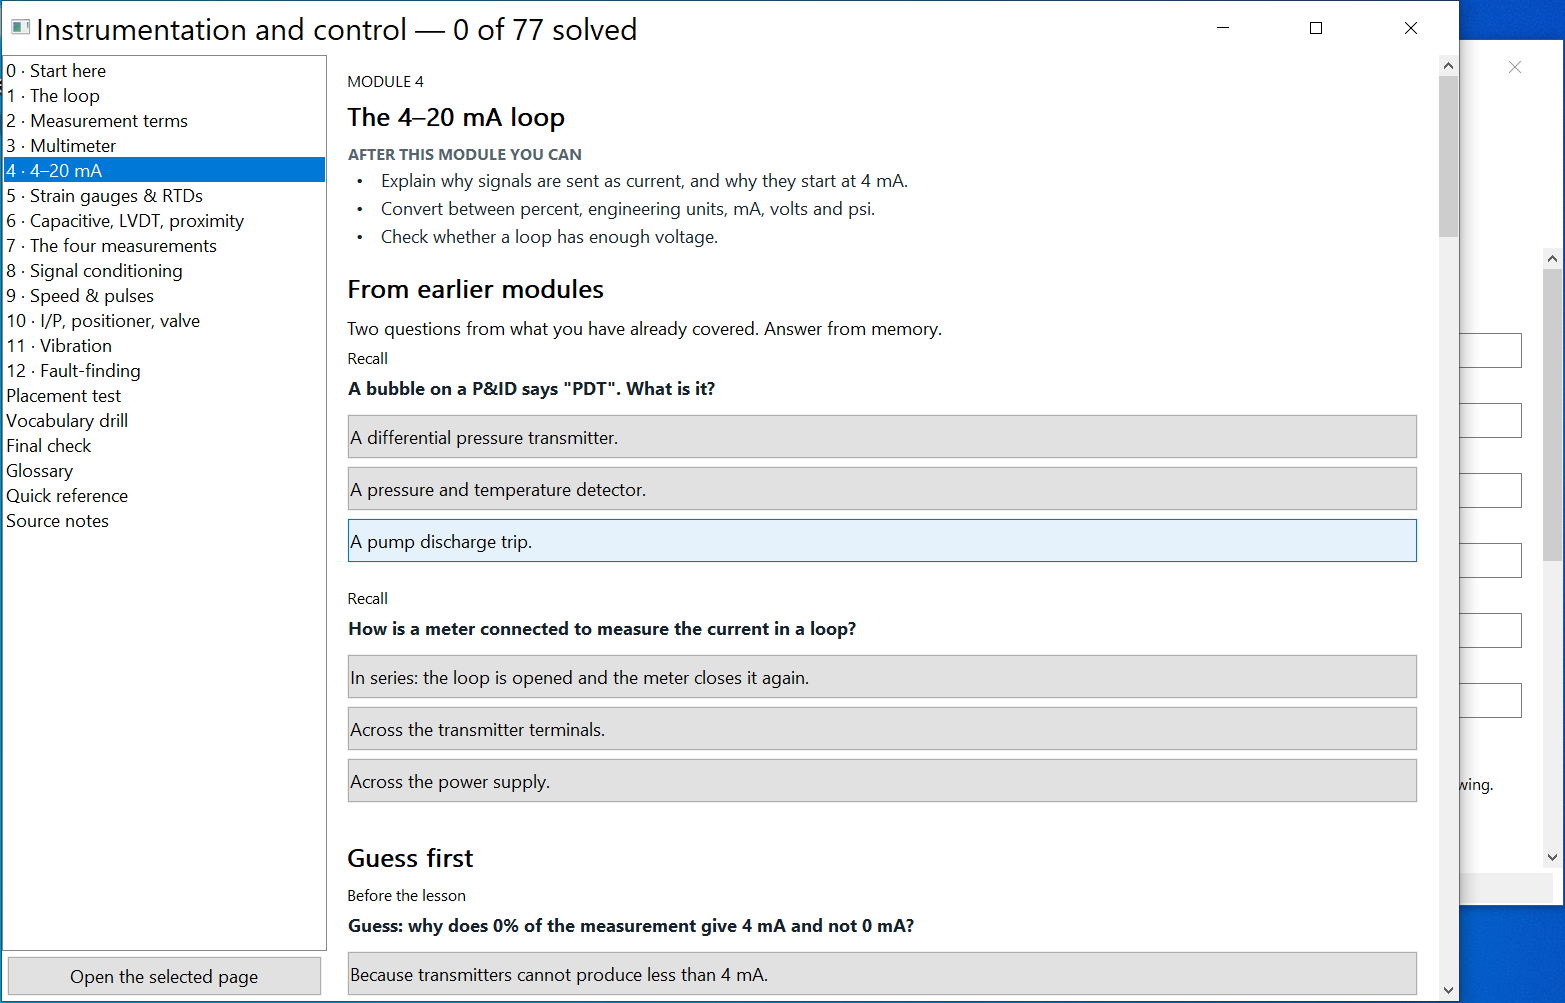 Instrumentation and control — 0 of 77 solved
0 · Start here
1 · The loop
2 · Measurement terms
3 · Multimeter
4 · 4–20 mA
5 · Strain gauges & RTDs
6 · Capacitive, LVDT, proximity
7 · The four measurements
8 · Signal conditioning
9 · Speed & pulses
10 · I/P, positioner, valve
11 · Vibration
12 · Fault-finding
Placement test
Vocabulary drill
Final check
Glossary
Quick reference
Source notes
Open the selected page
MODULE 4
The 4–20 mA loop
AFTER THIS MODULE YOU CAN
• Explain why signals are sent as current, and why they start at 4 mA.
• Convert between percent, engineering units, mA, volts and psi.
• Check whether a loop has enough voltage.
From earlier modules
Two questions from what you have already covered. Answer from memory.
Recall
A bubble on a P&ID says "PDT". What is it?
A differential pressure transmitter.
A pressure and temperature detector.
A pump discharge trip.
Recall
How is a meter connected to measure the current in a loop?
In series: the loop is opened and the meter closes it again.
Across the transmitter terminals.
Across the power supply.
Guess first
Before the lesson
Guess: why does 0% of the measurement give 4 mA and not 0 mA?
Because transmitters cannot produce less than 4 mA.